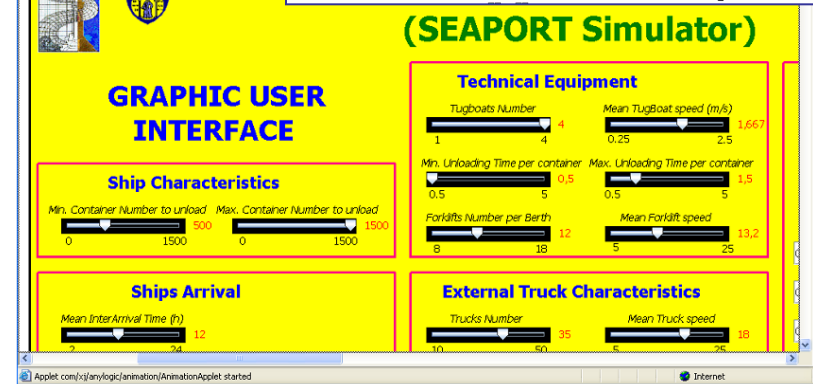 (SEAPORT Simulator)
GRAPHIC USER
INTERFACE
Ship Characteristics
Min. Container Number to unload Max. Container Number to unload
500 1500
0 1500 0 1500
Ships Arrival
Mean InterArrival Time (h)
12
2 24
Technical Equipment
Tugboats Number Mean TugBoat speed (m/s)
4 1,667
1 4 0.25 2.5
Min. Unloading Time per container Max. Unloading Time per container
0,5 1,5
0.5 5 0.5 5
Forklifts Number per Berth Mean Forklift speed
12 13,2
8 18 5 25
External Truck Characteristics
Trucks Number Mean Truck speed
35 18
10 50 5 25
Applet com/xj/anylogic/animation/AnimationApplet started
Internet